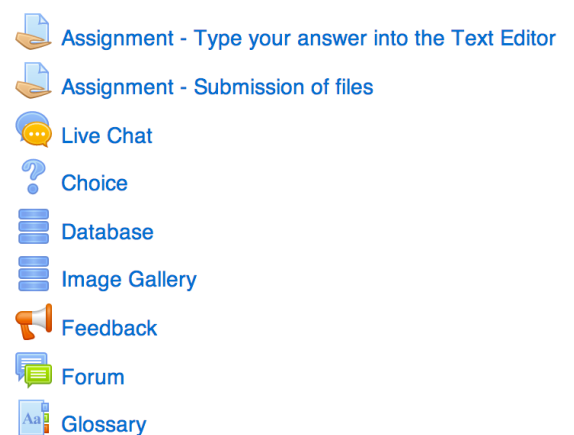 Assignment - Type your answer into the Text Editor
Assignment - Submission of files
Live Chat
Choice
Database
Image Gallery
Feedback
Forum
Aa Glossary